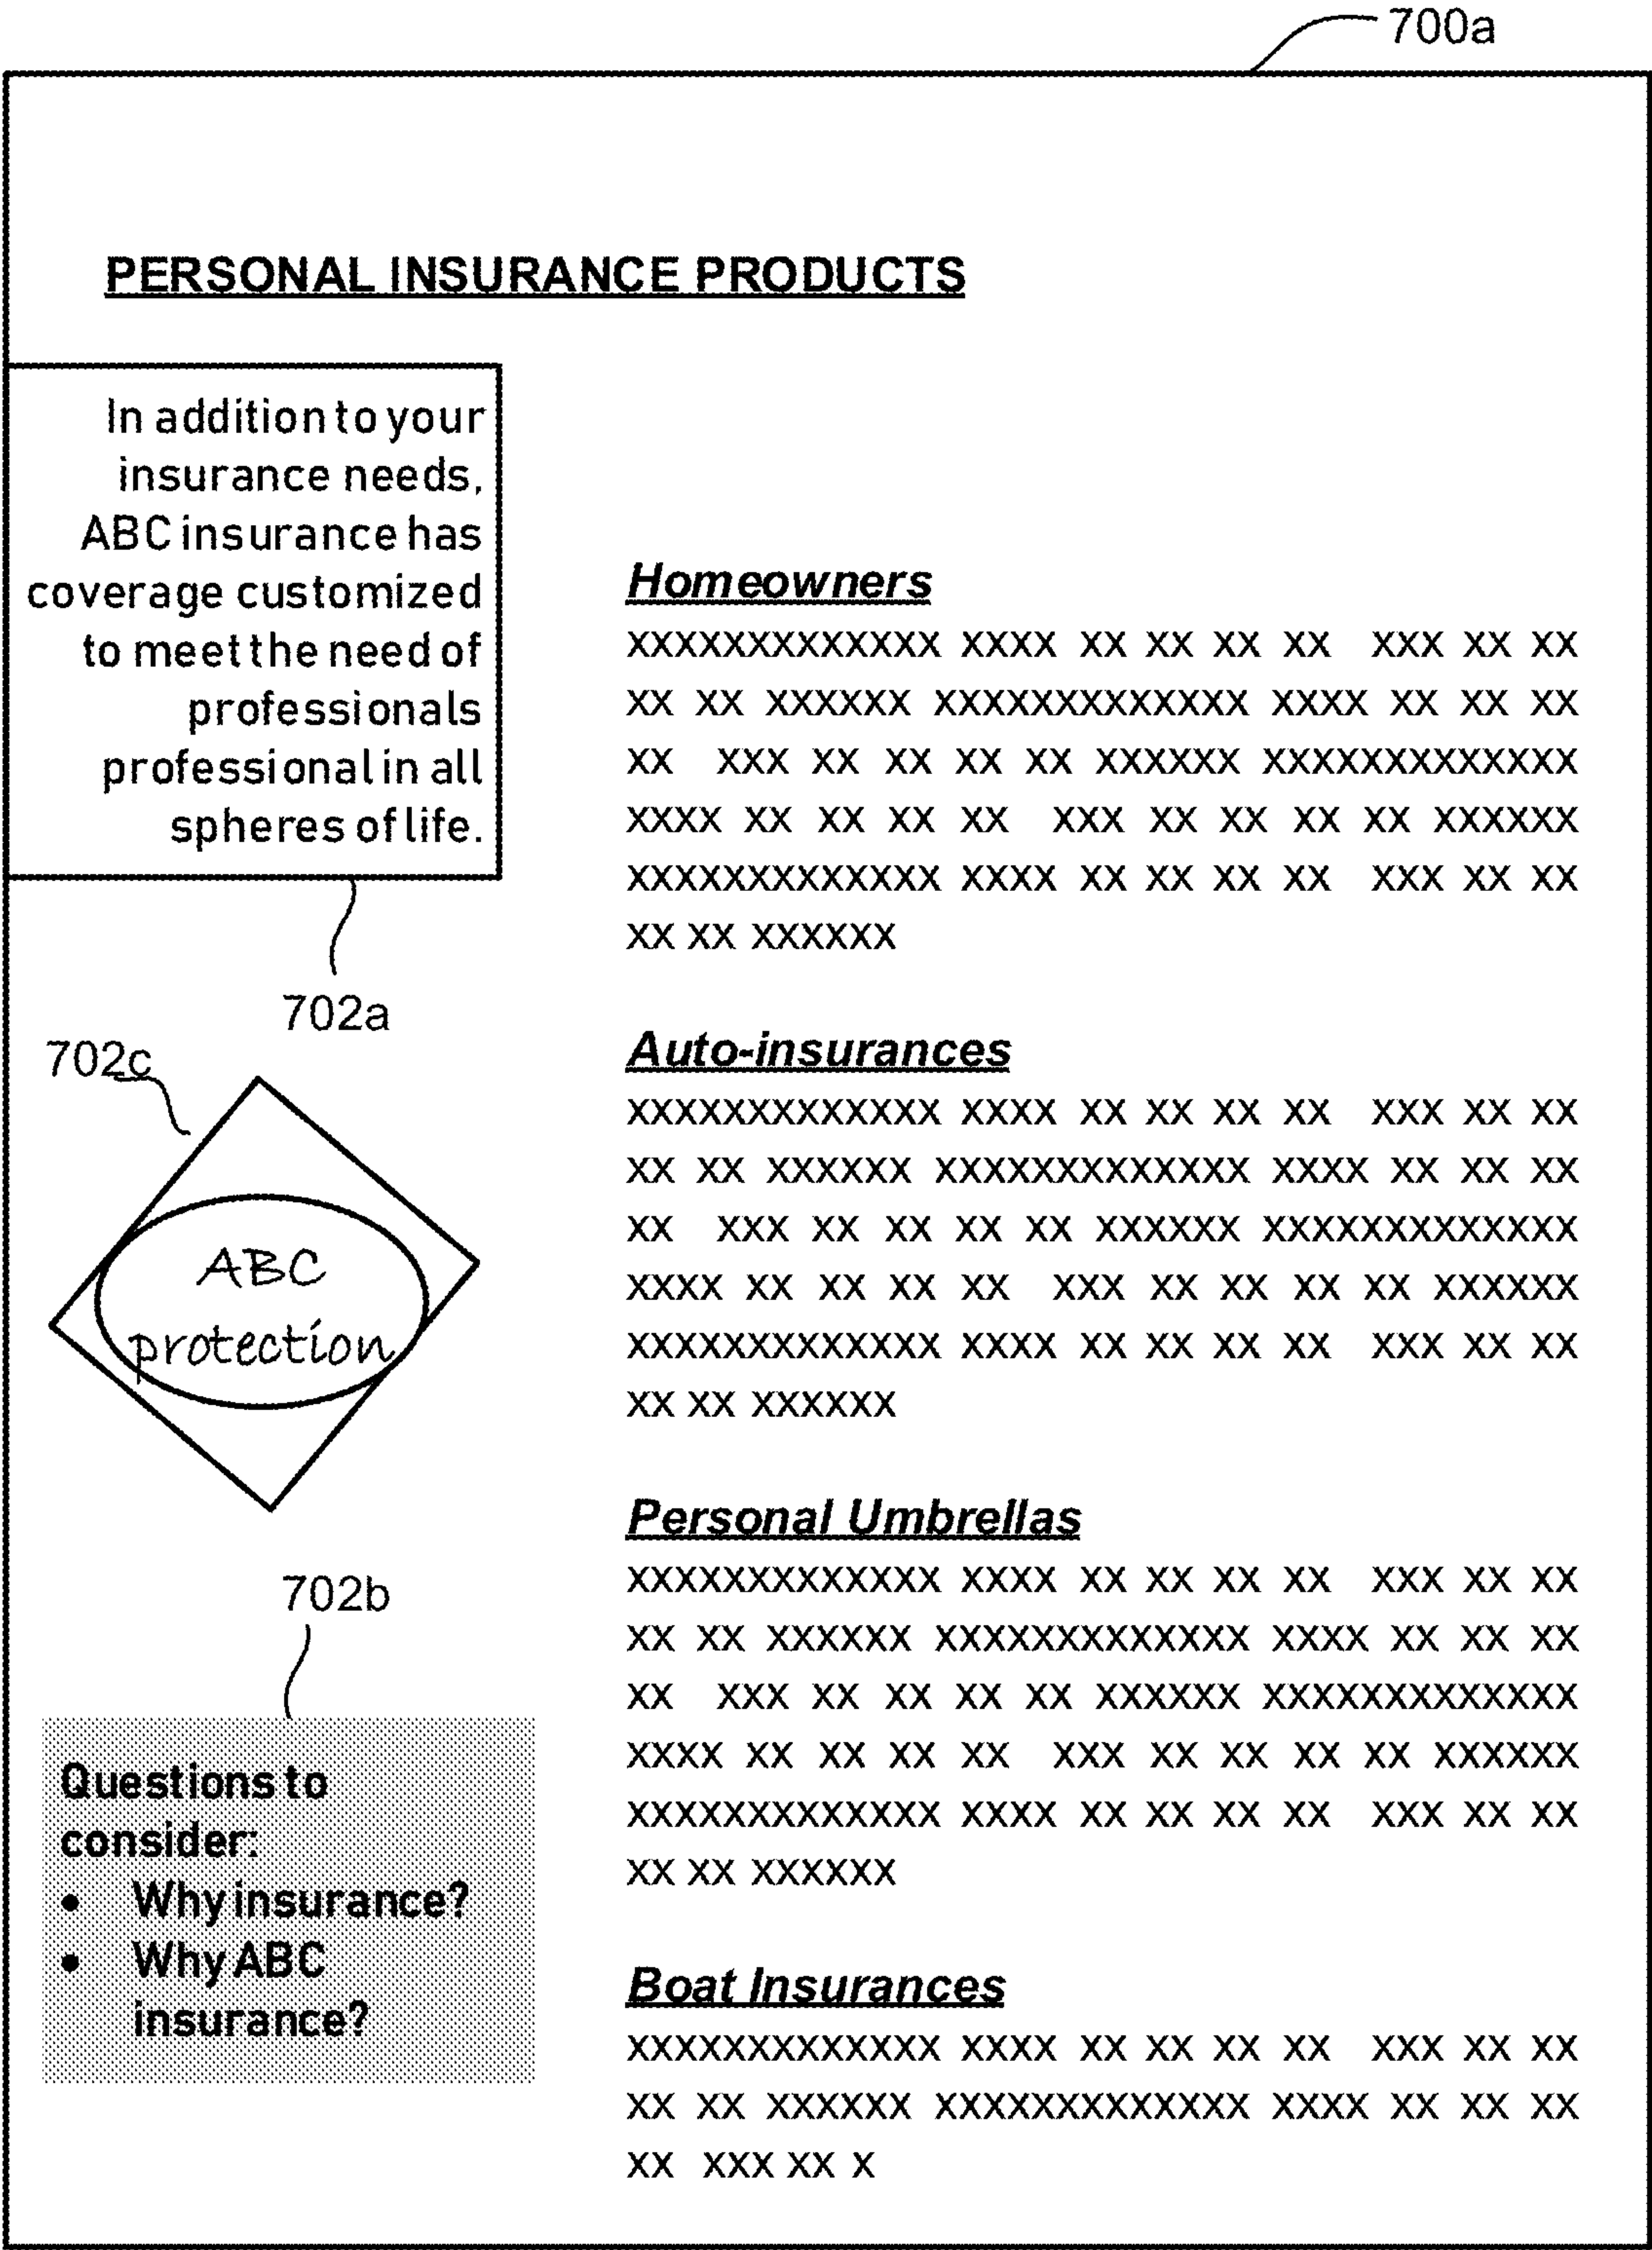 700a
PERSONAL INSURANCE PRODUCTS
In addition to your
insurance needs,
ABC insurance has
coverage customized
to meet the need of
professionals
professional in all
spheres of life.
702a
702c
ABC
protection
702b
Questions to
consider:
• Why insurance?
• Why ABC
insurance?
Homeowners
XXXXXXXXXXXXX XXXX XX XX XX XX XXX XX XX
XX XX XXXXXX XXXXXXXXXXXXX XXXX XX XX XX
XX XXX XX XX XX XX XXXXXX XXXXXXXXXXXXX
XXXX XX XX XX XX XXX XX XX XX XX XXXXXX
XXXXXXXXXXXXX XXXX XX XX XX XX XXX XX XX
XX XX XXXXXX
Auto-insurances
XXXXXXXXXXXXX XXXX XX XX XX XX XXX XX XX
XX XX XXXXXX XXXXXXXXXXXXX XXXX XX XX XX
XX XXX XX XX XX XX XXXXXX XXXXXXXXXXXXX
XXXX XX XX XX XX XXX XX XX XX XX XXXXXX
XXXXXXXXXXXXX XXXX XX XX XX XX XXX XX XX
XX XX XXXXXX
Personal Umbrellas
XXXXXXXXXXXXX XXXX XX XX XX XX XXX XX XX
XX XX XXXXXX XXXXXXXXXXXXX XXXX XX XX XX
XX XXX XX XX XX XX XXXXXX XXXXXXXXXXXXX
XXXX XX XX XX XX XXX XX XX XX XX XXXXXX
XXXXXXXXXXXXX XXXX XX XX XX XX XXX XX XX
XX XX XXXXXX
Boat Insurances
XXXXXXXXXXXXX XXXX XX XX XX XX XXX XX XX
XX XX XXXXXX XXXXXXXXXXXXX XXXX XX XX XX
XX XXX XX X